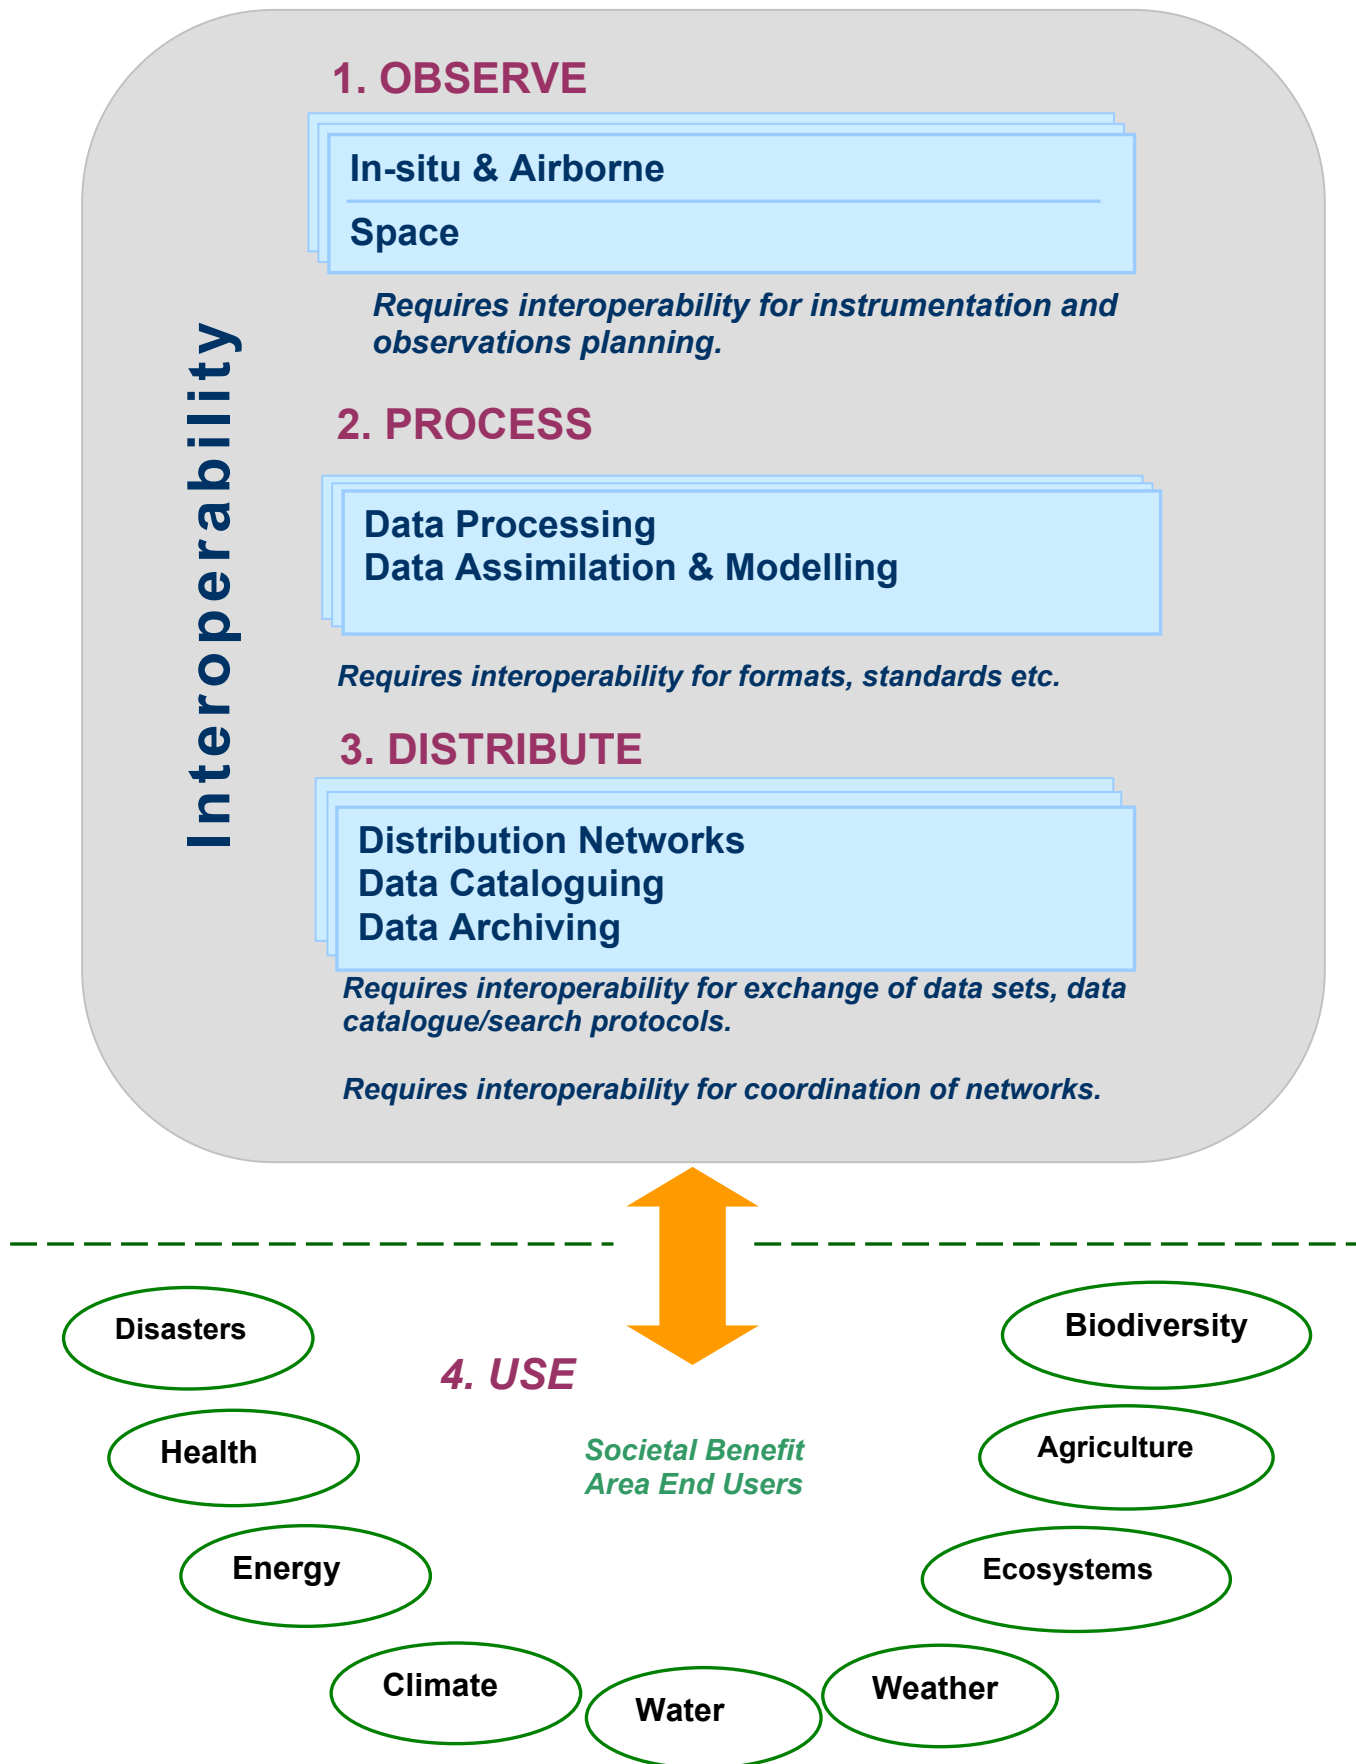 Interoperability
1. OBSERVE
In-situ & Airborne
Space
Requires interoperability for instrumentation and
observations planning.
2. PROCESS
Data Processing
Data Assimilation & Modelling
Requires interoperability for formats, standards etc.
3. DISTRIBUTE
Distribution Networks
Data Cataloguing
Data Archiving
Requires interoperability for exchange of data sets, data
catalogue/search protocols.
Requires interoperability for coordination of networks.
4. USE
Societal Benefit
Area End Users
Disasters
Health
Energy
Climate
Water
Weather
Ecosystems
Agriculture
Biodiversity